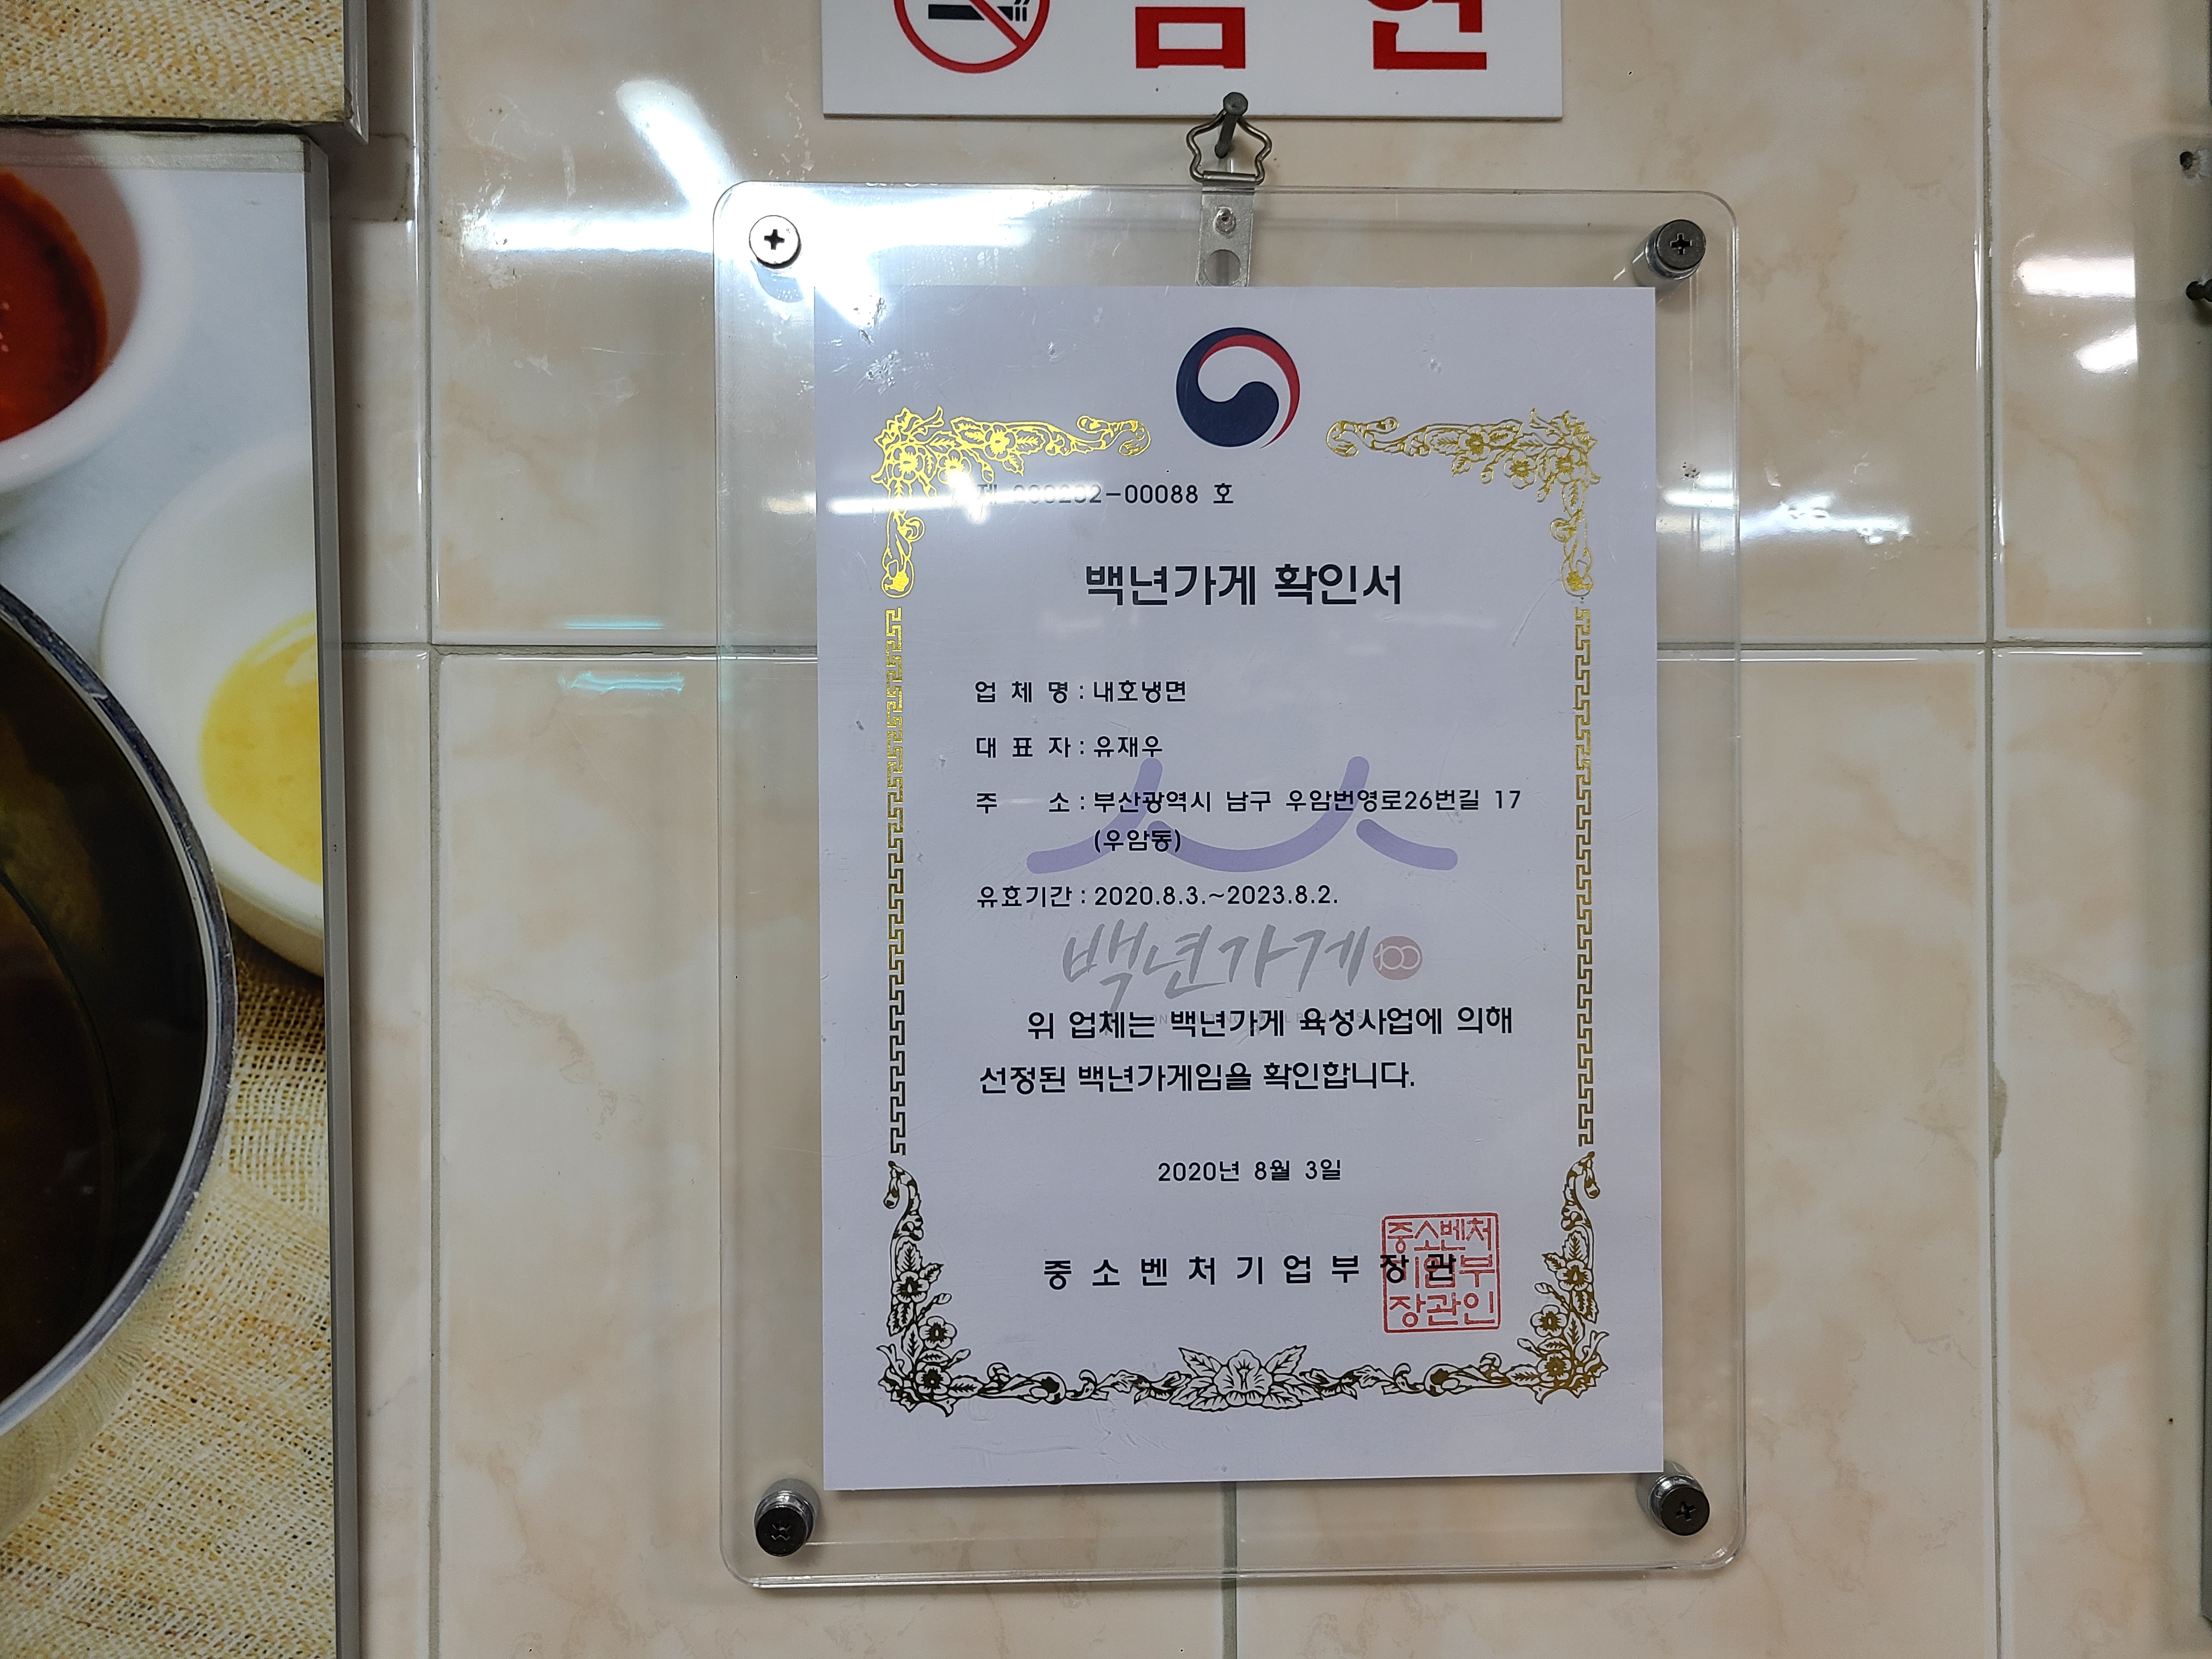 금연
제 000202-00088 호
백년가게 확인서
업 체 명 : 내호냉면
대 표 자 : 유재우
주 소 : 부산광역시 남구 우암번영로26번길 17
(우암동)
유효기간 : 2020.8.3.~2023.8.2.
백년가게 100
위 업체는 백년가게 육성사업에 의해
선정된 백년가게임을 확인합니다.
2020년 8월 3일
중소벤처기업부장관
중소벤처
기업부
장관인